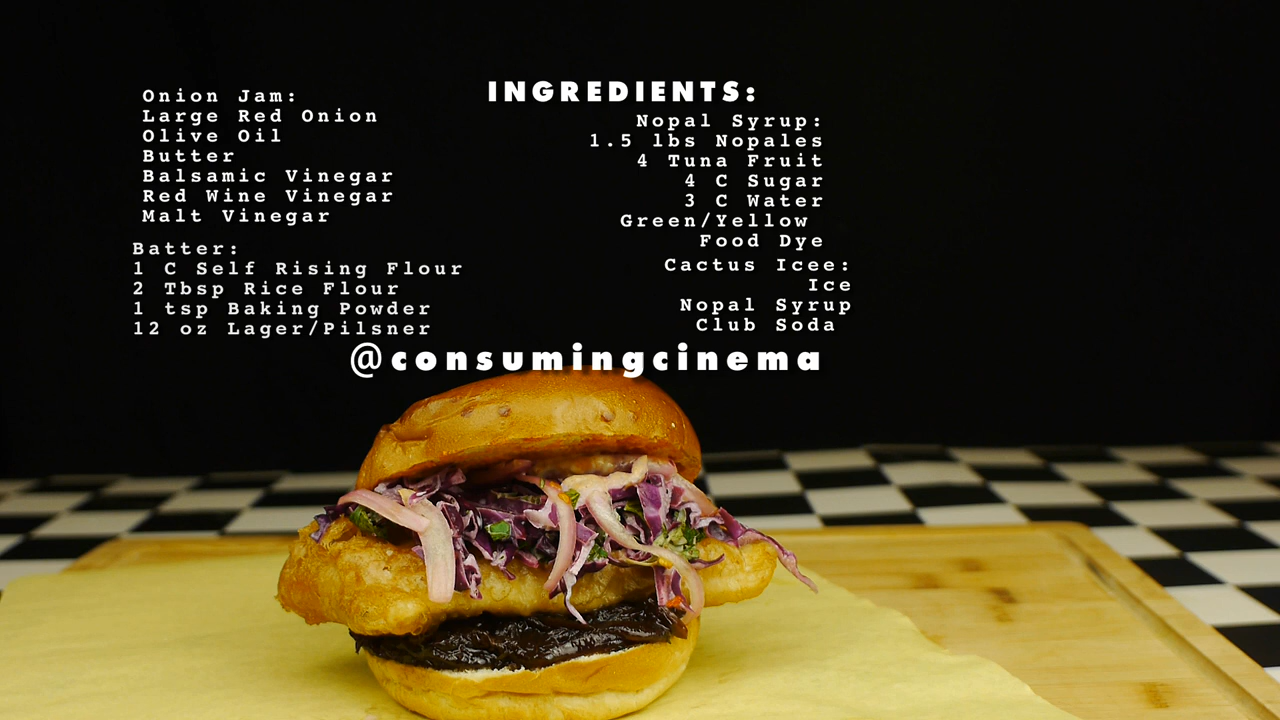 INGREDIENTS:
Onion Jam:
Large Red Onion
Olive Oil
Butter
Balsamic Vinegar
Red Wine Vinegar
Malt Vinegar
Batter:
1 C Self Rising Flour
2 Tbsp Rice Flour
1 tsp Baking Powder
12 oz Lager/Pilsner
Nopal Syrup:
1.5 lbs Nopales
4 Tuna Fruit
4 C Sugar
3 C Water
Green/Yellow
Food Dye
Cactus Icee:
Ice
Nopal Syrup
Club Soda
@consumingcinema